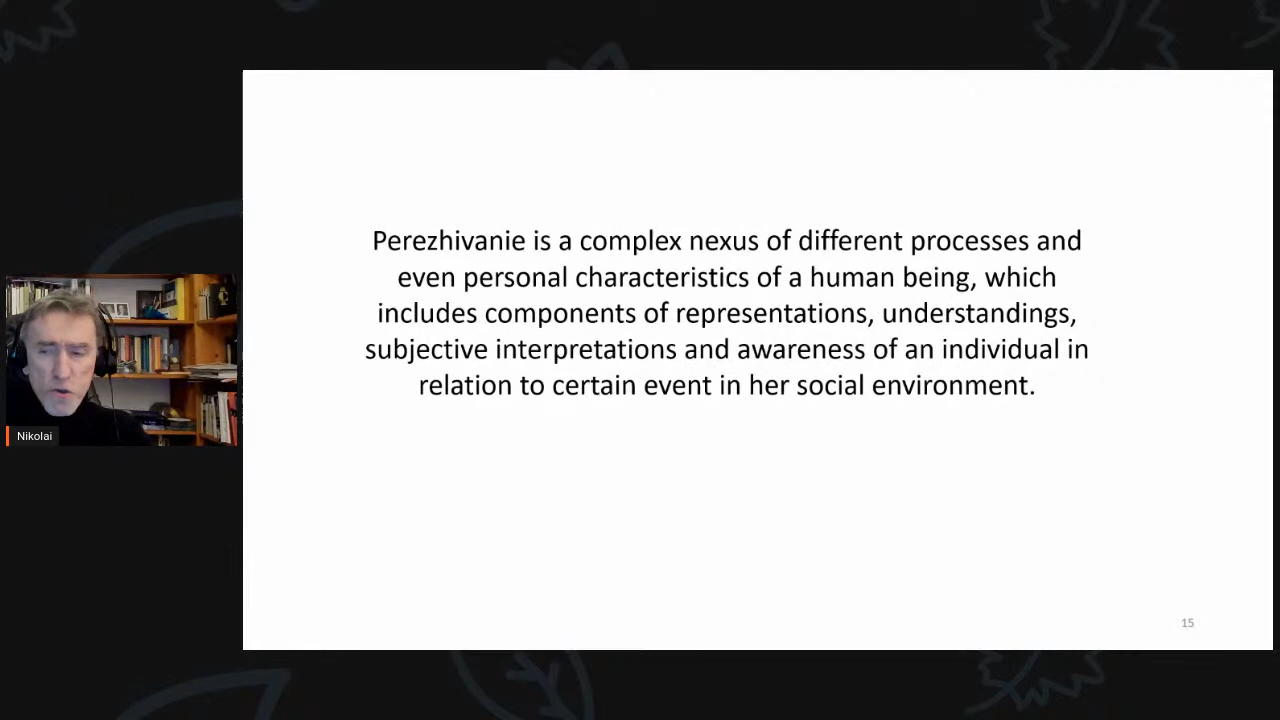 Perezhivanie is a complex nexus of different processes and
even personal characteristics of a human being, which
includes components of representations, understandings,
subjective interpretations and awareness of an individual in
relation to certain event in her social environment.
Nikolai
15